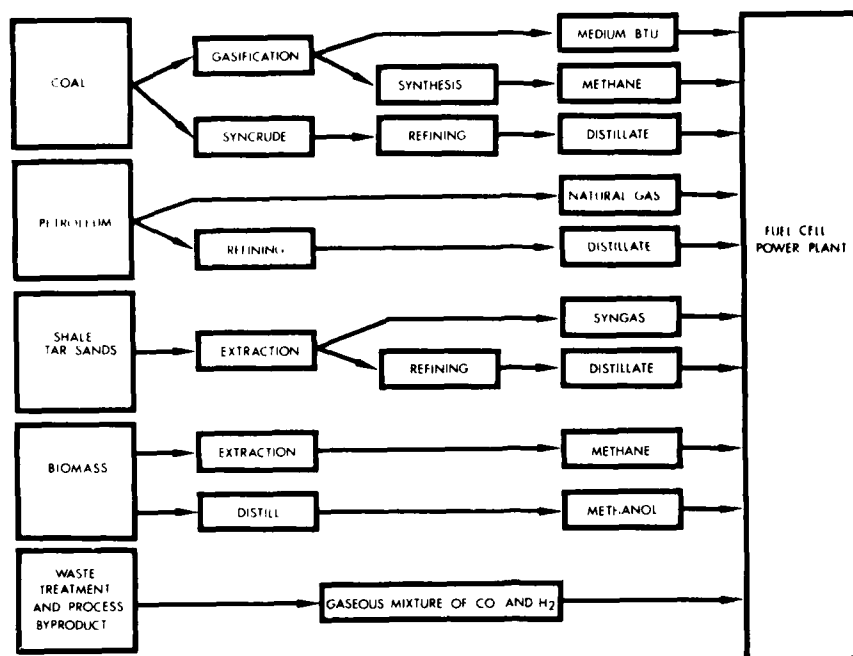 COAL
GASIFICATION
MEDIUM BTU
SYNTHESIS
METHANE
SYNCRUDE
REFINING
DISTILLATE
PETROLEUM
NATURAL GAS
REFINING
DISTILLATE
FUEL CELL
POWER PLANT
SHALE
TAR SANDS
EXTRACTION
SYNGAS
REFINING
DISTILLATE
BIOMASS
EXTRACTION
METHANE
DISTILL
METHANOL
WASTE
TREATMENT
AND PROCESS
BYPRODUCT
GASEOUS MIXTURE OF CO AND H2